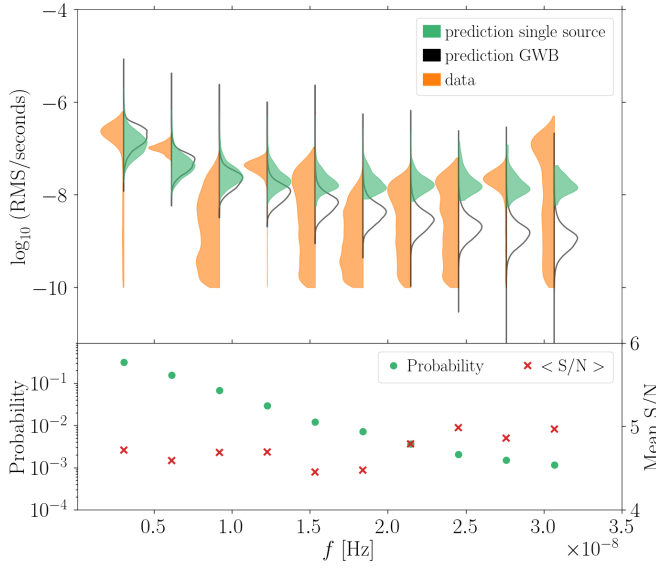 −4
−6
−8
−10
log₁₀ (RMS/seconds)
prediction single source
prediction GWB
data
Probability
< S/N >
10⁻¹
10⁻²
10⁻³
10⁻⁴
Probability
6
5
4
Mean S/N
0.5 1.0 1.5 2.0 2.5 3.0 3.5
f [Hz]
×10⁻⁸